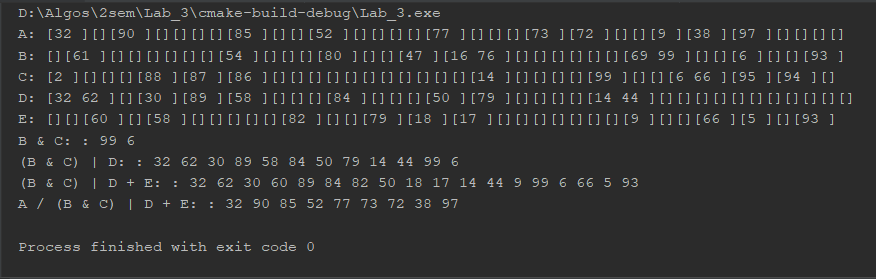 D:\Algos\2sem\Lab_3\cmake-build-debug\Lab_3.exe
A: [32 ][][90 ][][][][][85 ][][][52 ][][][][][77 ][][][][73 ][72 ][][][][9 ][38 ][97 ][][][][]
B: [][61 ][][][][][][][54 ][][][][80 ][][][47 ][16 76 ][][][][][][][69 99 ][][][6 ][][][93 ]
C: [2 ][][][][88 ][87 ][86 ][][][][][][][][][][][][14 ][][][][][][99 ][][][6 66 ][95 ][94 ][]
D: [32 62 ][][30 ][89 ][58 ][][][][84 ][][][][][50 ][79 ][][][][][14 44 ][][][][][][][][][][][]
E: [][][60 ][][58 ][][][][][][82 ][][][79 ][18 ][17 ][][][][][][][][][9 ][][][][66 ][5 ][][93 ]
B & C: : 99 6
(B & C) | D: : 32 62 30 89 58 84 50 79 14 44 99 6
(B & C) | D + E: : 32 62 30 60 89 84 82 50 18 17 14 44 9 99 6 66 5 93
A / (B & C) | D + E: : 32 90 85 52 77 73 72 38 97
Process finished with exit code 0